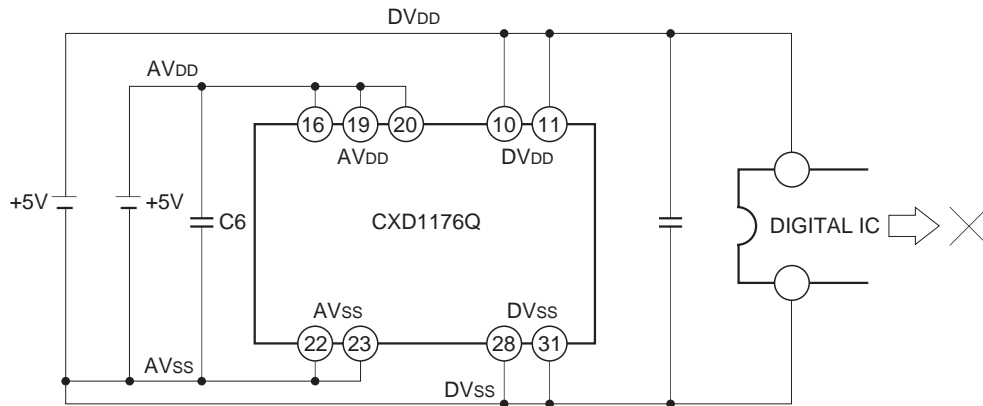 DVDD
AVDD
16 19 20 10 11
AVDD DVDD
+5V +5V C6 CXD1176Q DIGITAL IC
AVSS DVSS
22 23 28 31
AVSS
DVSS